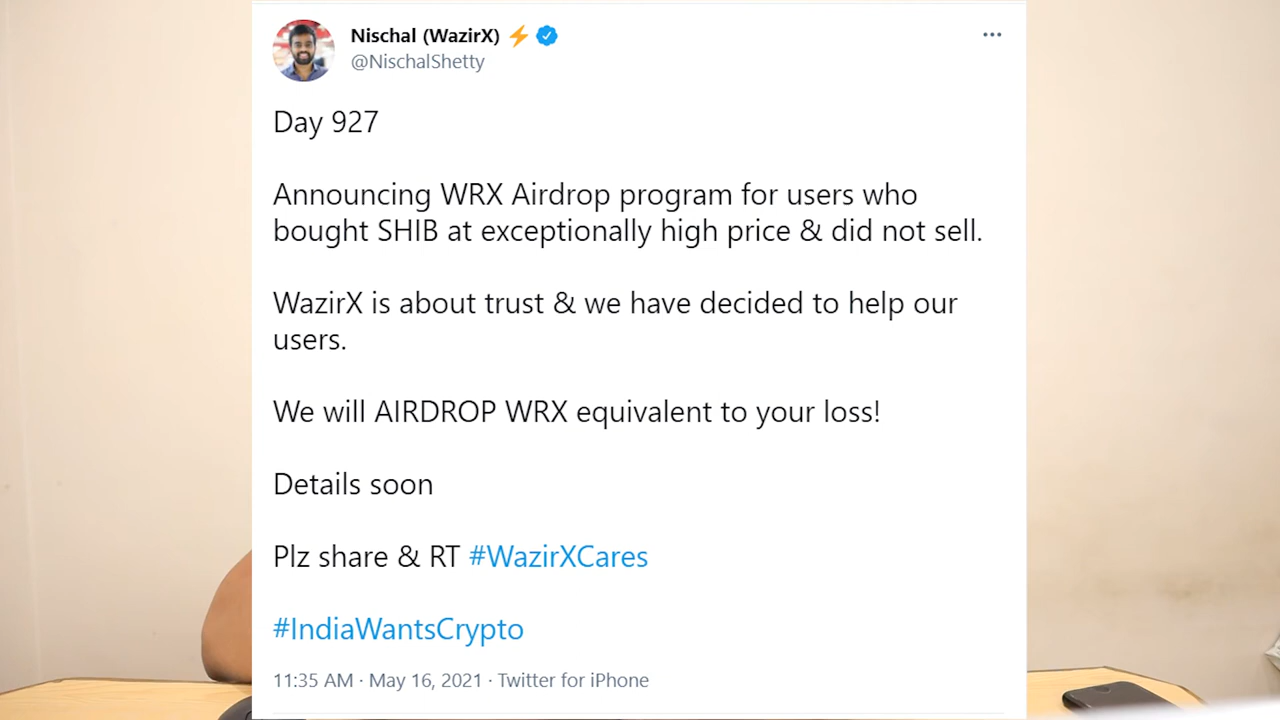 Nischal (WazirX) ⚡
@NischalShetty
Day 927
Announcing WRX Airdrop program for users who
bought SHIB at exceptionally high price & did not sell.
WazirX is about trust & we have decided to help our
users.
We will AIRDROP WRX equivalent to your loss!
Details soon
Plz share & RT #WazirXCares
#IndiaWantsCrypto
11:35 AM · May 16, 2021 · Twitter for iPhone